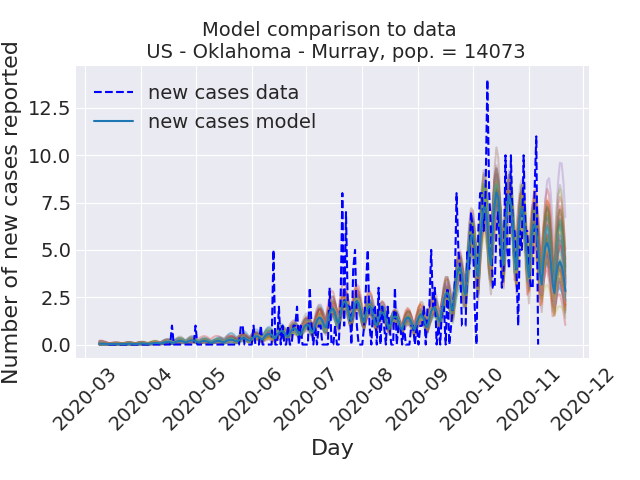 Model comparison to data
US - Oklahoma - Murray, pop. = 14073
Number of new cases reported
12.5
10.0
7.5
5.0
2.5
0.0
new cases data
new cases model
2020-03
2020-04
2020-05
2020-06
2020-07
2020-08
2020-09
2020-10
2020-11
2020-12
Day